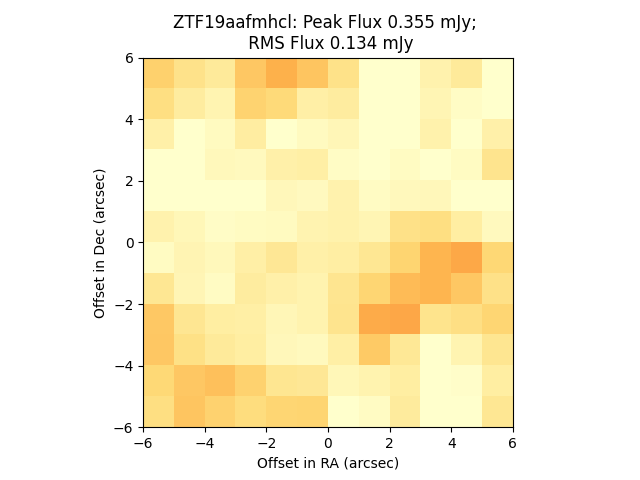 ZTF19aafmhcl: Peak Flux 0.355 mJy;
RMS Flux 0.134 mJy
6
4
2
0
−2
−4
−6
Offset in Dec (arcsec)
−6 −4 −2 0 2 4 6
Offset in RA (arcsec)